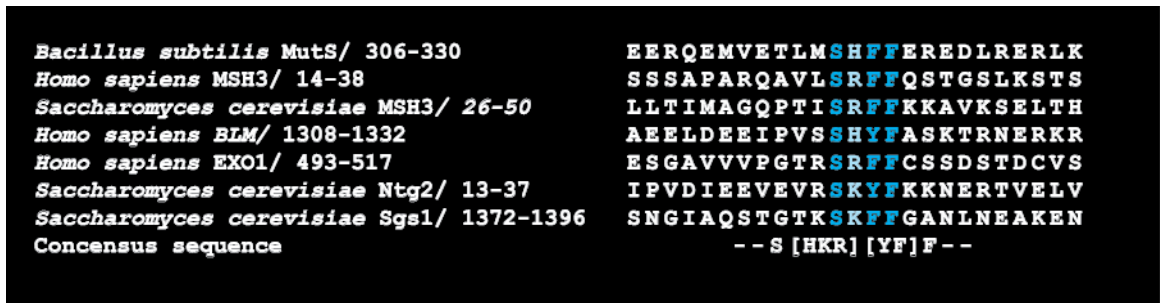 Bacillus subtilis MutS/ 306-330 EERQEMVETLMSHFFEREDLRERLK
Homo sapiens MSH3/ 14-38 SSSAPARQAVLSRFFQSTGSLKSTS
Saccharomyces cerevisiae MSH3/ 26-50 LLTIMAGQPTISRFFKKAVKSELTH
Homo sapiens BLM/ 1308-1332 AEELDEEIPVSSHYFASKTRNERKR
Homo sapiens EXO1/ 493-517 ESGAVVVPGTRSRFFCSSDSTDCVS
Saccharomyces cerevisiae Ntg2/ 13-37 IPVDIEEVEVRSKYFKKNERTVELV
Saccharomyces cerevisiae Sgs1/ 1372-1396 SNGIAQSTGTKSKFFGANLNEAKEN
Concensus sequence --S[HKR][YF]F--